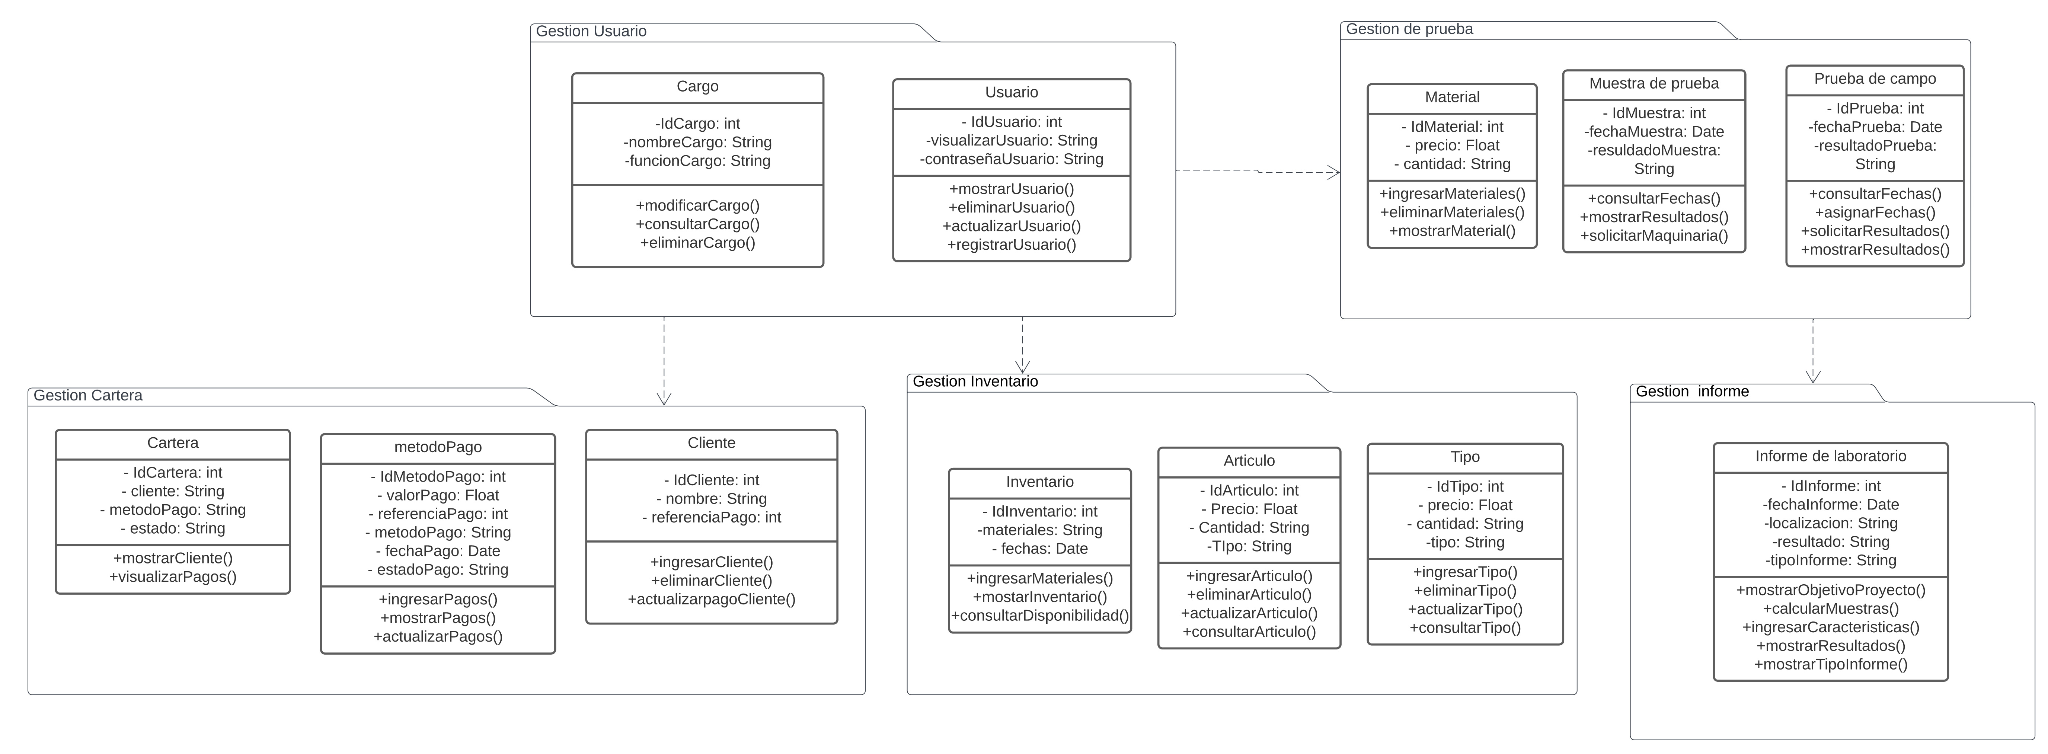 Gestion Usuario
Cargo
-IdCargo: int
-nombreCargo: String
-funcionCargo: String
+modificarCargo()
+consultarCargo()
+eliminarCargo()
Usuario
- IdUsuario: int
-visualizarUsuario: String
-contraseñaUsuario: String
+mostrarUsuario()
+eliminarUsuario()
+actualizarUsuario()
+registrarUsuario()
Gestion de prueba
Material
- IdMaterial: int
- precio: Float
- cantidad: String
+ingresarMateriales()
+eliminarMateriales()
+mostrarMaterial()
Muestra de prueba
- IdMuestra: int
-fechaMuestra: Date
-resuldadoMuestra:
String
+consultarFechas()
+mostrarResultados()
+solicitarMaquinaria()
Prueba de campo
- IdPrueba: int
-fechaPrueba: Date
-resultadoPrueba:
String
+consultarFechas()
+asignarFechas()
+solicitarResultados()
+mostrarResultados()
Gestion Cartera
Cartera
- IdCartera: int
- cliente: String
- metodoPago: String
- estado: String
+mostrarCliente()
+visualizarPagos()
metodoPago
- IdMetodoPago: int
- valorPago: Float
- referenciaPago: int
- metodoPago: String
- fechaPago: Date
- estadoPago: String
+ingresarPagos()
+mostrarPagos()
+actualizarPagos()
Cliente
- IdCliente: int
- nombre: String
- referenciaPago: int
+ingresarCliente()
+eliminarCliente()
+actualizarpagoCliente()
Gestion Inventario
Inventario
- IdInventario: int
-materiales: String
- fechas: Date
+ingresarMateriales()
+mostarInventario()
+consultarDisponibilidad()
Articulo
- IdArticulo: int
- Precio: Float
- Cantidad: String
-TIpo: String
+ingresarArticulo()
+eliminarArticulo()
+actualizarArticulo()
+consultarArticulo()
Tipo
- IdTipo: int
- precio: Float
- cantidad: String
-tipo: String
+ingresarTipo()
+eliminarTipo()
+actualizarTipo()
+consultarTipo()
Gestion  informe
Informe de laboratorio
- IdInforme: int
-fechaInforme: Date
-localizacion: String
-resultado: String
-tipoInforme: String
+mostrarObjetivoProyecto()
+calcularMuestras()
+ingresarCaracteristicas()
+mostrarResultados()
+mostrarTipoInforme()